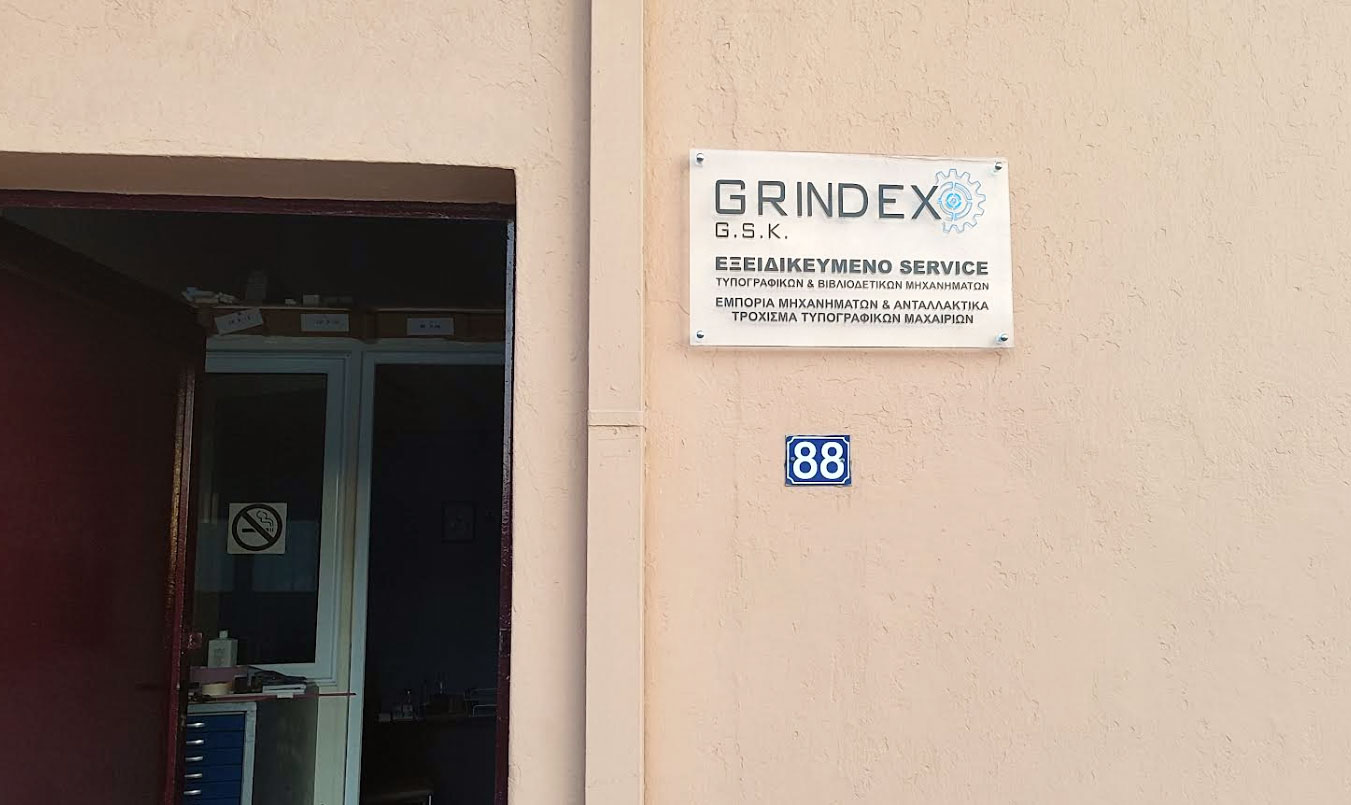 GRINDEX
G.S.K.
ΕΞΕΙΔΙΚΕΥΜΕΝΟ SERVICE
ΤΥΠΟΓΡΑΦΙΚΩΝ & ΒΙΒΛΙΟΔΕΤΙΚΩΝ ΜΗΧΑΝΗΜΑΤΩΝ
ΕΜΠΟΡΙΑ ΜΗΧΑΝΗΜΑΤΩΝ & ΑΝΤΑΛΛΑΚΤΙΚΑ
ΤΡΟΧΙΣΜΑ ΤΥΠΟΓΡΑΦΙΚΩΝ ΜΑΧΑΙΡΙΩΝ
88